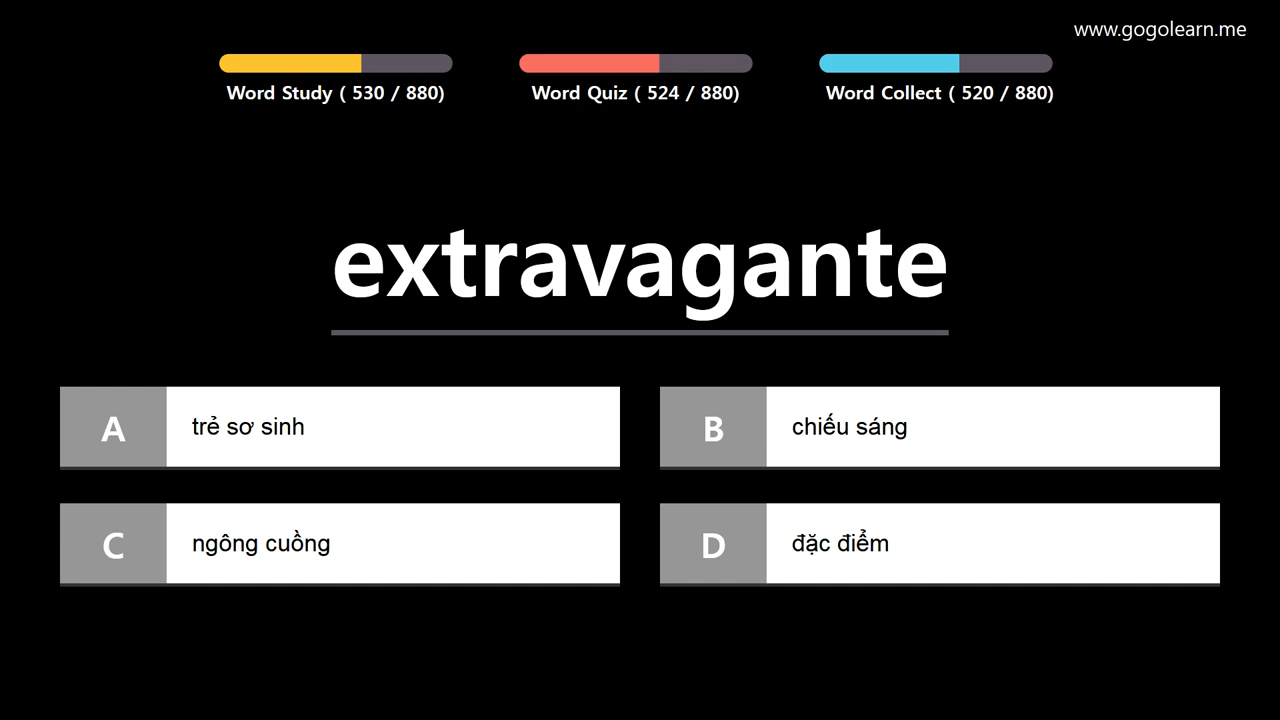 www.gogolearn.me
Word Study ( 530 / 880)
Word Quiz ( 524 / 880)
Word Collect ( 520 / 880)
extravagante
A trẻ sơ sinh
B chiếu sáng
C ngông cuồng
D đặc điểm